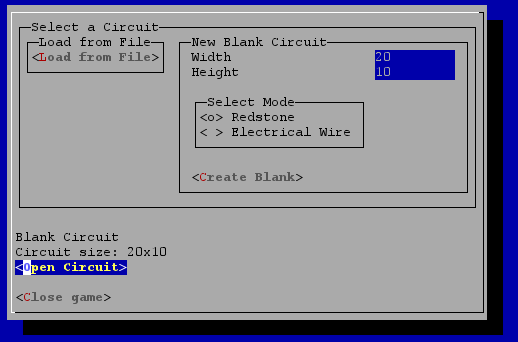 Select a Circuit
Load from File
<Load from File>
New Blank Circuit
Width 20
Height 10
Select Mode
<o> Redstone
< > Electrical Wire
<Create Blank>
Blank Circuit
Circuit size: 20x10
<Open Circuit>
<Close game>